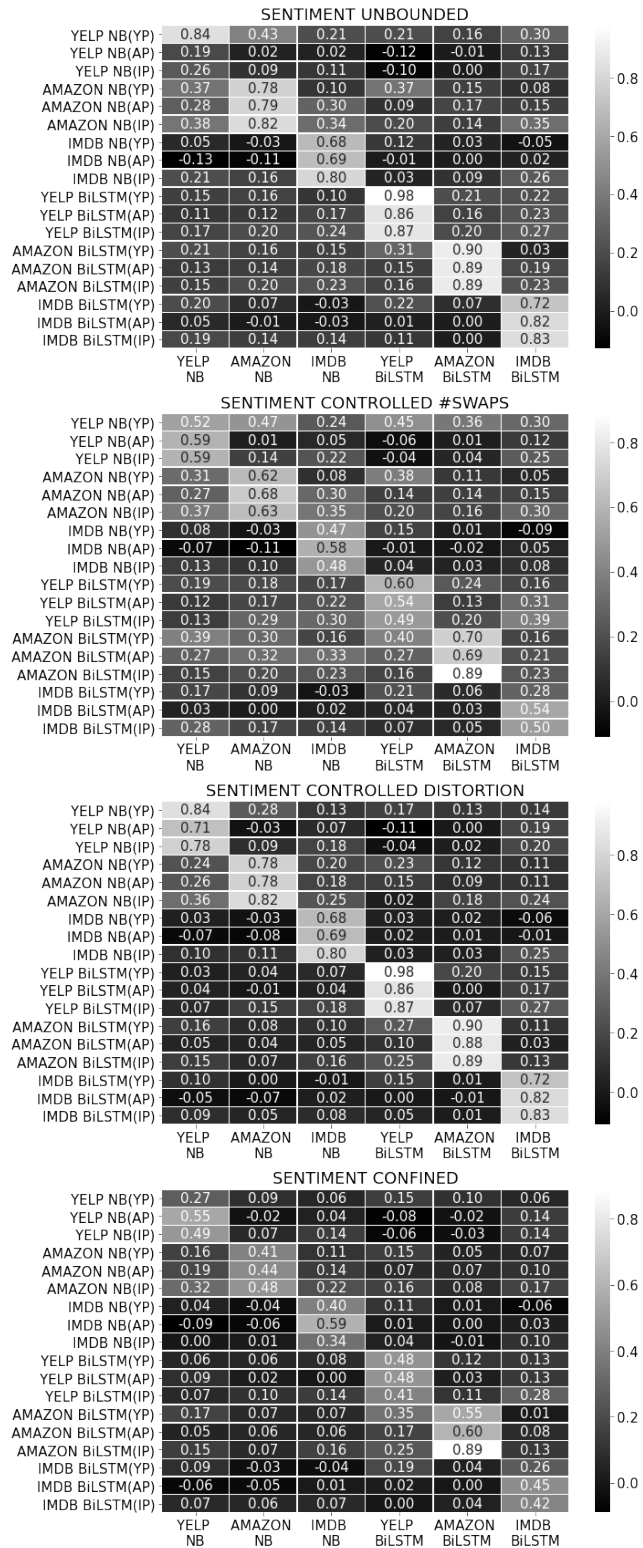 SENTIMENT UNBOUNDED
YELP NB(YP) 0.84 0.43 0.21 0.21 0.16 0.30
YELP NB(AP) 0.19 0.02 0.02 -0.12 -0.01 0.13
YELP NB(IP) 0.26 0.09 0.11 -0.10 0.00 0.17
AMAZON NB(YP) 0.37 0.78 0.10 0.37 0.15 0.08
AMAZON NB(AP) 0.28 0.79 0.30 0.09 0.17 0.15
AMAZON NB(IP) 0.38 0.82 0.34 0.20 0.14 0.35
IMDB NB(YP) 0.05 -0.03 0.68 0.12 0.03 -0.05
IMDB NB(AP) -0.13 -0.11 0.69 -0.01 0.00 0.02
IMDB NB(IP) 0.21 0.16 0.80 0.03 0.09 0.26
YELP BiLSTM(YP) 0.15 0.16 0.10 0.98 0.21 0.22
YELP BiLSTM(AP) 0.11 0.12 0.17 0.86 0.16 0.23
YELP BiLSTM(IP) 0.17 0.20 0.24 0.87 0.20 0.27
AMAZON BiLSTM(YP) 0.21 0.16 0.15 0.31 0.90 0.03
AMAZON BiLSTM(AP) 0.13 0.14 0.18 0.15 0.89 0.19
AMAZON BiLSTM(IP) 0.15 0.20 0.23 0.16 0.89 0.23
IMDB BiLSTM(YP) 0.20 0.07 -0.03 0.22 0.07 0.72
IMDB BiLSTM(AP) 0.05 -0.01 -0.03 0.01 0.00 0.82
IMDB BiLSTM(IP) 0.19 0.14 0.14 0.11 0.00 0.83
YELP AMAZON IMDB YELP AMAZON IMDB
NB NB NB BiLSTM BiLSTM BiLSTM
0.8
0.6
0.4
0.2
0.0
SENTIMENT CONTROLLED #SWAPS
YELP NB(YP) 0.52 0.47 0.24 0.45 0.36 0.30
YELP NB(AP) 0.59 0.01 0.05 -0.06 0.01 0.12
YELP NB(IP) 0.59 0.14 0.22 -0.04 0.04 0.25
AMAZON NB(YP) 0.31 0.62 0.08 0.38 0.11 0.05
AMAZON NB(AP) 0.27 0.68 0.30 0.14 0.14 0.15
AMAZON NB(IP) 0.37 0.63 0.35 0.20 0.16 0.30
IMDB NB(YP) 0.08 -0.03 0.47 0.15 0.01 -0.09
IMDB NB(AP) -0.07 -0.11 0.58 -0.01 -0.02 0.05
IMDB NB(IP) 0.13 0.10 0.48 0.04 0.03 0.08
YELP BiLSTM(YP) 0.19 0.18 0.17 0.60 0.24 0.16
YELP BiLSTM(AP) 0.12 0.17 0.22 0.54 0.13 0.31
YELP BiLSTM(IP) 0.13 0.29 0.30 0.49 0.20 0.39
AMAZON BiLSTM(YP) 0.39 0.30 0.16 0.40 0.70 0.16
AMAZON BiLSTM(AP) 0.27 0.32 0.33 0.27 0.69 0.21
AMAZON BiLSTM(IP) 0.15 0.20 0.23 0.16 0.89 0.23
IMDB BiLSTM(YP) 0.17 0.09 -0.03 0.21 0.06 0.28
IMDB BiLSTM(AP) 0.03 0.00 0.02 0.04 0.03 0.54
IMDB BiLSTM(IP) 0.28 0.17 0.14 0.07 0.05 0.50
YELP AMAZON IMDB YELP AMAZON IMDB
NB NB NB BiLSTM BiLSTM BiLSTM
0.8
0.6
0.4
0.2
0.0
SENTIMENT CONTROLLED DISTORTION
YELP NB(YP) 0.84 0.28 0.13 0.17 0.13 0.14
YELP NB(AP) 0.71 -0.03 0.07 -0.11 0.00 0.19
YELP NB(IP) 0.78 0.09 0.18 -0.04 0.02 0.20
AMAZON NB(YP) 0.24 0.78 0.20 0.23 0.12 0.11
AMAZON NB(AP) 0.26 0.78 0.18 0.15 0.09 0.11
AMAZON NB(IP) 0.36 0.82 0.25 0.02 0.18 0.24
IMDB NB(YP) 0.03 -0.03 0.68 0.03 0.02 -0.06
IMDB NB(AP) -0.07 -0.08 0.69 0.02 0.01 -0.01
IMDB NB(IP) 0.10 0.11 0.80 0.03 0.03 0.25
YELP BiLSTM(YP) 0.03 0.04 0.07 0.98 0.20 0.15
YELP BiLSTM(AP) 0.04 -0.01 0.04 0.86 0.00 0.17
YELP BiLSTM(IP) 0.07 0.15 0.18 0.87 0.07 0.27
AMAZON BiLSTM(YP) 0.16 0.08 0.10 0.27 0.90 0.11
AMAZON BiLSTM(AP) 0.05 0.04 0.05 0.10 0.88 0.03
AMAZON BiLSTM(IP) 0.15 0.07 0.16 0.25 0.89 0.13
IMDB BiLSTM(YP) 0.10 0.00 -0.01 0.15 0.01 0.72
IMDB BiLSTM(AP) -0.05 -0.07 0.02 0.00 -0.01 0.82
IMDB BiLSTM(IP) 0.09 0.05 0.08 0.05 0.01 0.83
YELP AMAZON IMDB YELP AMAZON IMDB
NB NB NB BiLSTM BiLSTM BiLSTM
0.8
0.6
0.4
0.2
0.0
SENTIMENT CONFINED
YELP NB(YP) 0.27 0.09 0.06 0.15 0.10 0.06
YELP NB(AP) 0.55 -0.02 0.04 -0.08 -0.02 0.14
YELP NB(IP) 0.49 0.07 0.14 -0.06 -0.03 0.14
AMAZON NB(YP) 0.16 0.41 0.11 0.15 0.05 0.07
AMAZON NB(AP) 0.19 0.44 0.14 0.07 0.07 0.10
AMAZON NB(IP) 0.32 0.48 0.22 0.16 0.08 0.17
IMDB NB(YP) 0.04 -0.04 0.40 0.11 0.01 -0.06
IMDB NB(AP) -0.09 -0.06 0.59 0.01 0.00 0.03
IMDB NB(IP) 0.00 0.01 0.34 0.04 -0.01 0.10
YELP BiLSTM(YP) 0.06 0.06 0.08 0.48 0.12 0.13
YELP BiLSTM(AP) 0.09 0.02 0.00 0.48 0.03 0.13
YELP BiLSTM(IP) 0.07 0.10 0.14 0.41 0.11 0.28
AMAZON BiLSTM(YP) 0.17 0.07 0.07 0.35 0.55 0.01
AMAZON BiLSTM(AP) 0.05 0.06 0.06 0.17 0.60 0.08
AMAZON BiLSTM(IP) 0.15 0.07 0.16 0.25 0.89 0.13
IMDB BiLSTM(YP) 0.09 -0.03 -0.04 0.19 0.04 0.26
IMDB BiLSTM(AP) -0.06 -0.05 0.01 0.02 0.00 0.45
IMDB BiLSTM(IP) 0.07 0.06 0.07 0.00 0.04 0.42
YELP AMAZON IMDB YELP AMAZON IMDB
NB NB NB BiLSTM BiLSTM BiLSTM
0.8
0.6
0.4
0.2
0.0